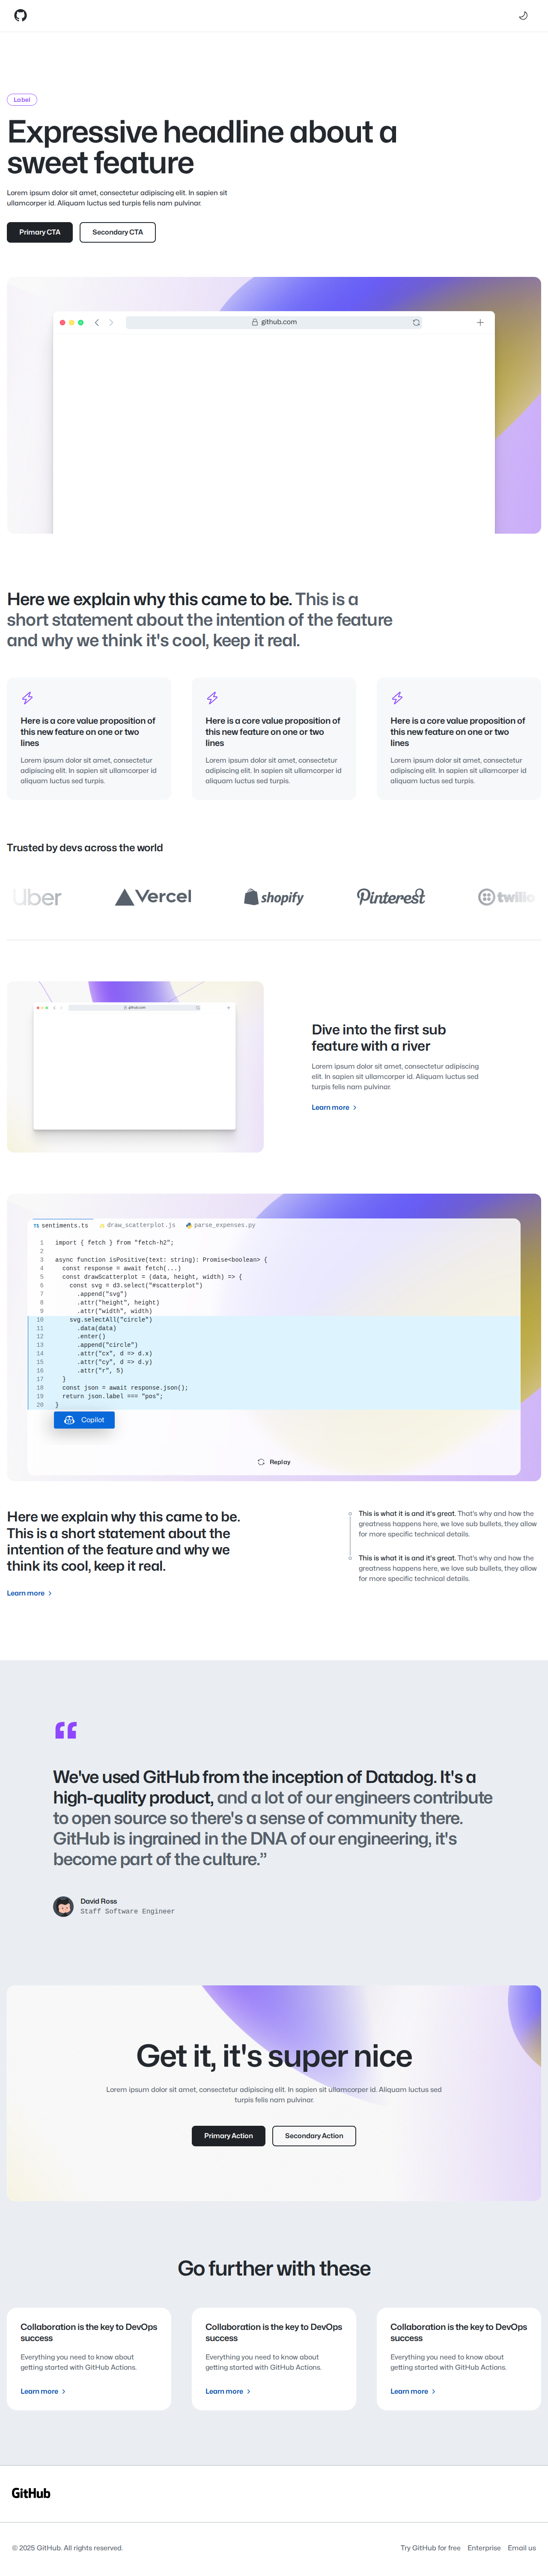 Label
Expressive headline about a
sweet feature
Lorem ipsum dolor sit amet, consectetur adipiscing elit. In sapien sit
ullamcorper id. Aliquam luctus sed turpis felis nam pulvinar.
Primary CTA
Secondary CTA
github.com
Here we explain why this came to be. This is a
short statement about the intention of the feature
and why we think it's cool, keep it real.
Here is a core value proposition of
this new feature on one or two
lines
Lorem ipsum dolor sit amet, consectetur
adipiscing elit. In sapien id ullamcorper id
aliquam luctus sed turpis.
Here is a core value proposition of
this new feature on one or two
lines
Lorem ipsum dolor sit amet, consectetur
adipiscing elit. In sapien sit ullamcorper id
aliquam luctus sed turpis.
Here is a core value proposition of
this new feature on one or two
lines
Lorem ipsum dolor sit amet, consectetur
adipiscing elit. In sapien sit ullamcorper id
aliquam luctus sed turpis.
Trusted by devs across the world
Uber
Vercel
shopify
Pinterest
twilio
github.com
Dive into the first sub
feature with a river
Lorem ipsum dolor sit amet, consectetur adipiscing
elit. In sapien sit ullamcorper id. Aliquam luctus sed
turpis felis nam pulvinar.
Learn more
TS sentiments.ts
JS draw_scatterplot.js
parse_expenses.py
1 import { fetch } from "fetch-h2";
2
3 async function isPositive(text: string): Promise<boolean> {
4 const response = await fetch(...)
5 const drawScatterplot = (data, height, width) => {
6 const svg = d3.select("#scatterplot")
7 .append("svg")
8 .attr("height", height)
9 .attr("width", width)
10 svg.selectAll("circle")
11 .data(data)
12 .enter()
13 .append("circle")
14 .attr("cx", d => d.x)
15 .attr("cy", d => d.y)
16 .attr("r", 5)
17 }
18 const json = await response.json();
19 return json.label === "pos";
20 }
Copilot
Replay
Here we explain why this came to be.
This is a short statement about the
intention of the feature and why we
think its cool, keep it real.
Learn more
This is what it is and it's great. That's why and how the
greatness happens here, we love sub bullets, they allow
for more specific technical details.
This is what it is and it's great. That's why and how the
greatness happens here, we love sub bullets, they allow
for more specific technical details.
We've used GitHub from the inception of Datadog. It's a
high-quality product, and a lot of our engineers contribute
to open source so there's a sense of community there.
GitHub is ingrained in the DNA of our engineering, it's
become part of the culture.”
David Ross
Staff Software Engineer
Get it, it's super nice
Lorem ipsum dolor sit amet, consectetur adipiscing elit. In sapien sit ullamcorper id. Aliquam luctus sed
turpis felis nam pulvinar.
Primary Action
Secondary Action
Go further with these
Collaboration is the key to DevOps
success
Everything you need to know about
getting started with GitHub Actions.
Learn more
Collaboration is the key to DevOps
success
Everything you need to know about
getting started with GitHub Actions.
Learn more
Collaboration is the key to DevOps
success
Everything you need to know about
getting started with GitHub Actions.
Learn more
GitHub
© 2025 GitHub. All rights reserved.
Try GitHub for free
Enterprise
Email us